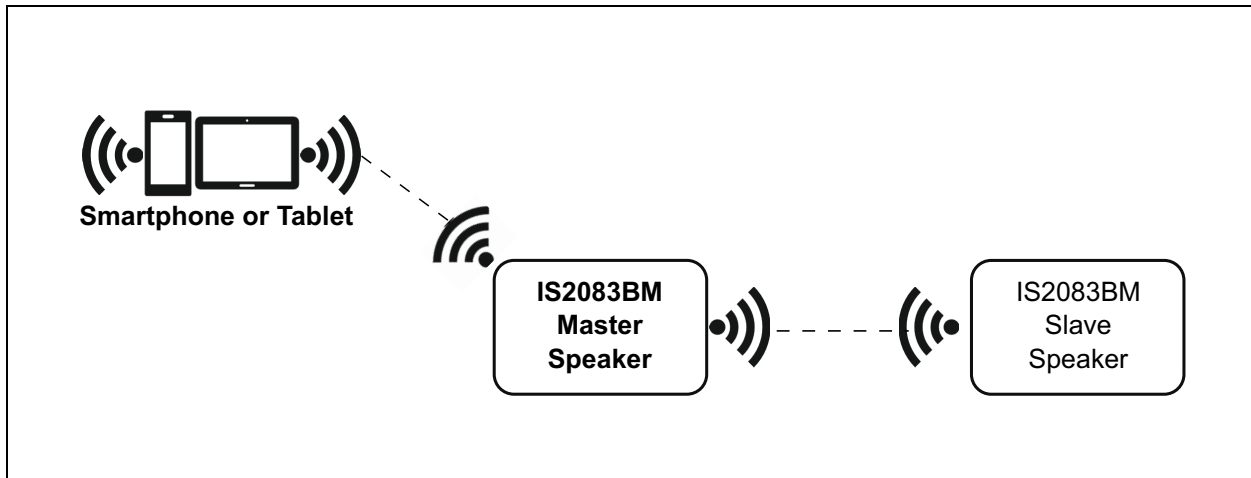 Smartphone or Tablet
IS2083BM
Master
Speaker
IS2083BM
Slave
Speaker